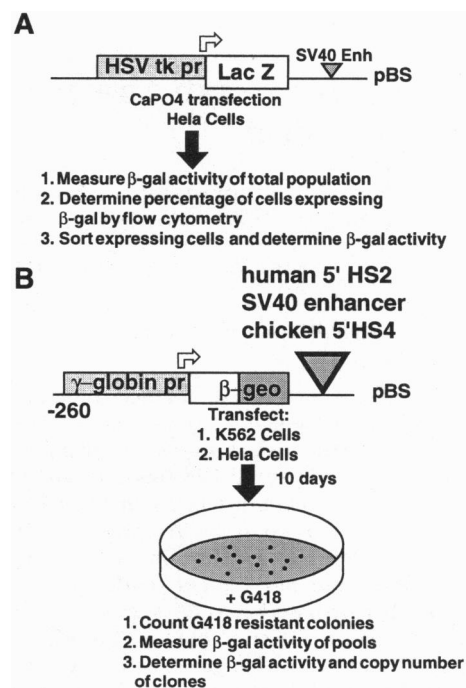 A
HSV tk pr
Lac Z
SV40 Enh
pBS
CaPO4 transfection
Hela Cells
1. Measure β-gal activity of total population
2. Determine percentage of cells expressing
β-gal by flow cytometry
3. Sort expressing cells and determine β-gal activity
B
human 5' HS2
SV40 enhancer
chicken 5'HS4
γ-globin pr
β-geo
pBS
-260
Transfect:
1. K562 Cells
2. Hela Cells
10 days
+ G418
1. Count G418 resistant colonies
2. Measure β-gal activity of pools
3. Determine β-gal activity and copy number
of clones